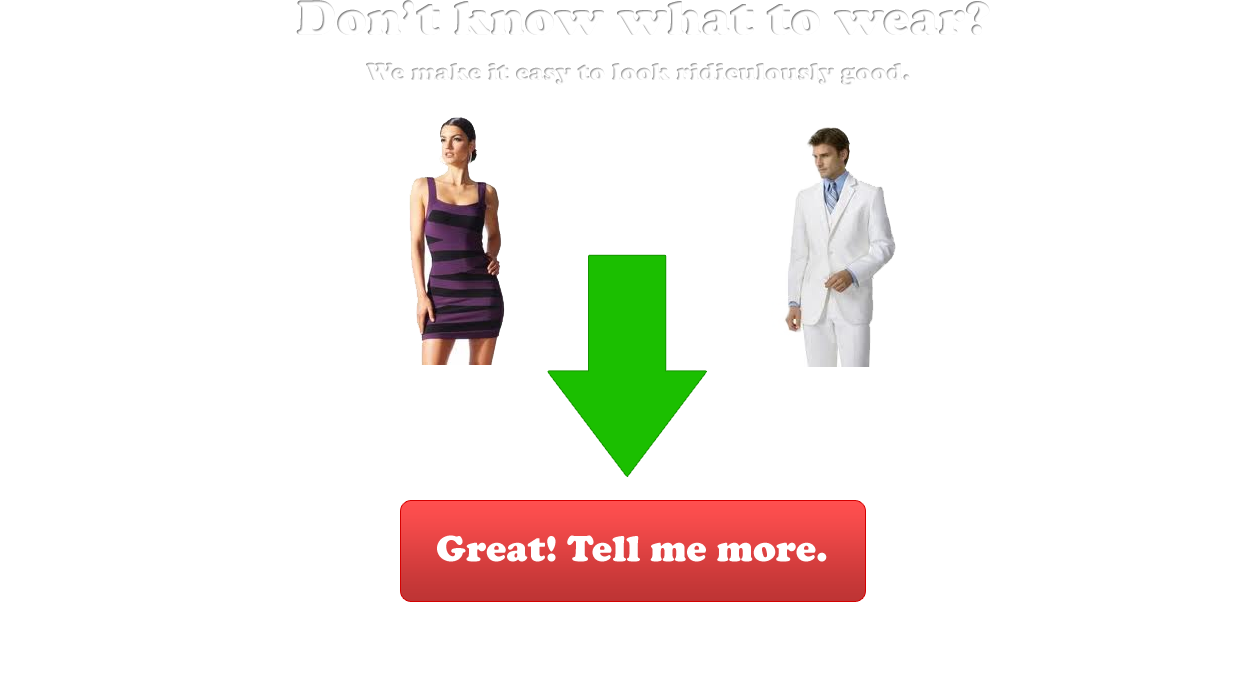 Don't know what to wear?
We make it easy to look ridiculously good.
Great! Tell me more.